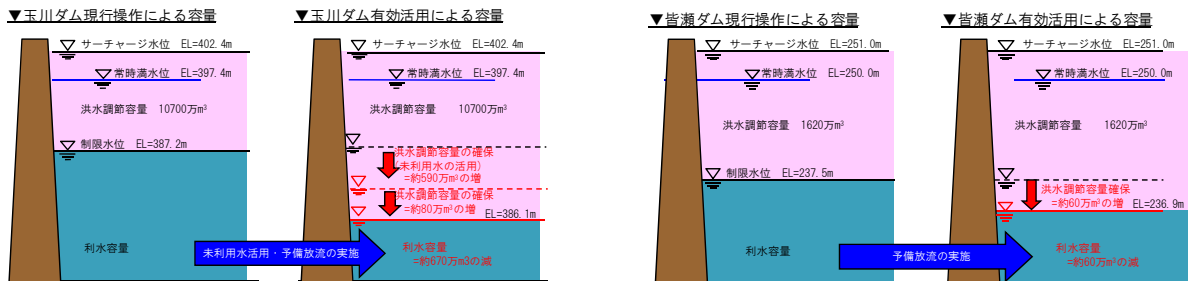 ▼玉川ダム現行操作による容量
サーチャージ水位 EL=402.4m
常時満水位 EL=397.4m
洪水調節容量 10700万m³
制限水位 EL=387.2m
利水容量
▼玉川ダム有効活用による容量
サーチャージ水位 EL=402.4m
常時満水位 EL=397.4m
洪水調節容量 10700万m³
洪水調節容量の確保
(未利用水の活用)
=約590万m³の増
洪水調節容量の確保
=約80万m³の増
EL=386.1m
利水容量
=約670万m3の減
未利用水活用・予備放流の実施
▼皆瀬ダム現行操作による容量
サーチャージ水位 EL=251.0m
常時満水位 EL=250.0m
洪水調節容量 1620万m³
制限水位 EL=237.5m
利水容量
▼皆瀬ダム有効活用による容量
サーチャージ水位 EL=251.0m
常時満水位 EL=250.0m
洪水調節容量 1620万m³
洪水調節容量確保
=約60万m³の増
EL=236.9m
利水容量
=約60万m³の減
予備放流の実施